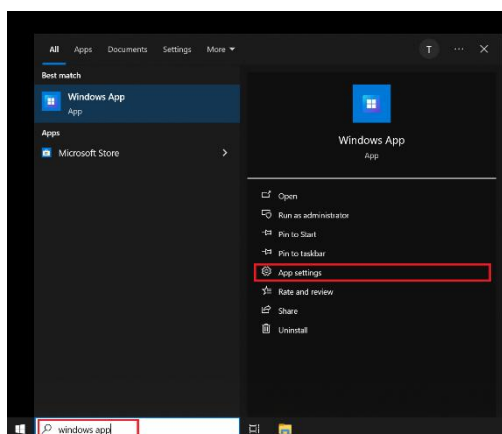 All Apps Documents Settings More T ...
Best match
Windows App
App
Apps
Microsoft Store
Windows App
App
Open
Run as administrator
Pin to Start
Pin to taskbar
App settings
Rate and review
Share
Uninstall
windows app